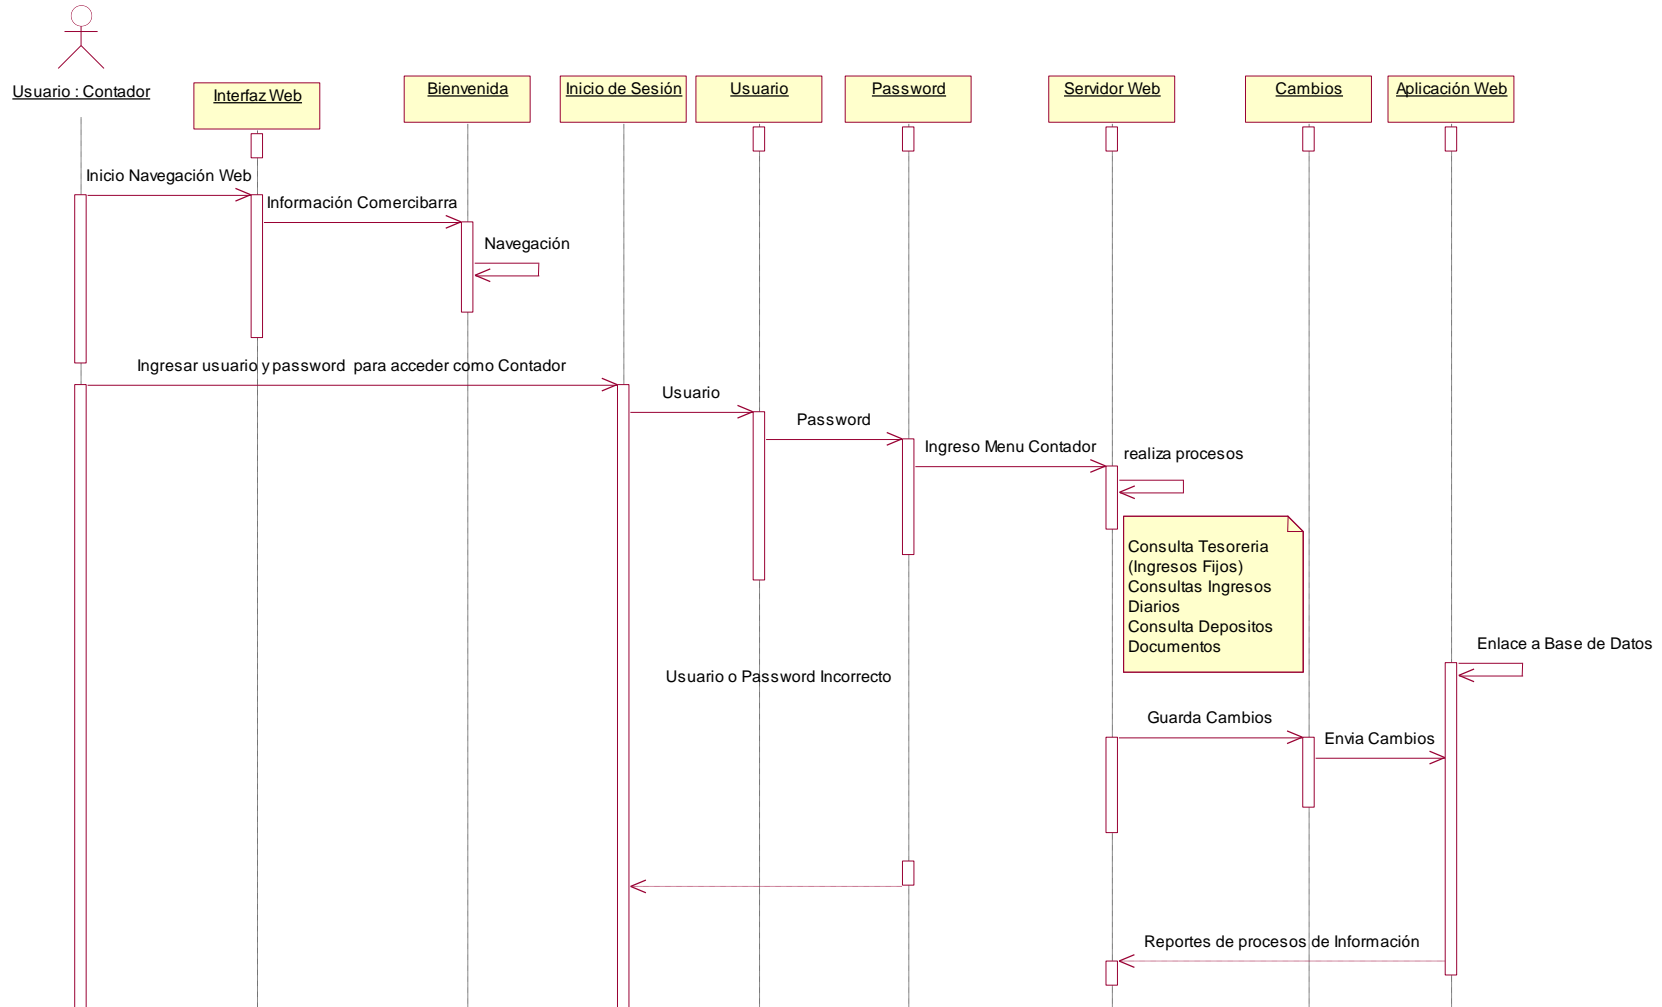 Usuario : Contador
Interfaz Web
Bienvenida
Inicio de Sesión
Usuario
Password
Servidor Web
Cambios
Aplicación Web
Inicio Navegación Web
Información Comercibarra
Navegación
Ingresar usuario y password para acceder como Contador
Usuario
Password
Ingreso Menu Contador
realiza procesos
Consulta Tesoreria
(Ingresos Fijos)
Consultas Ingresos
Diarios
Consulta Depositos
Documentos
Enlace a Base de Datos
Usuario o Password Incorrecto
Guarda Cambios
Envia Cambios
Reportes de procesos de Información